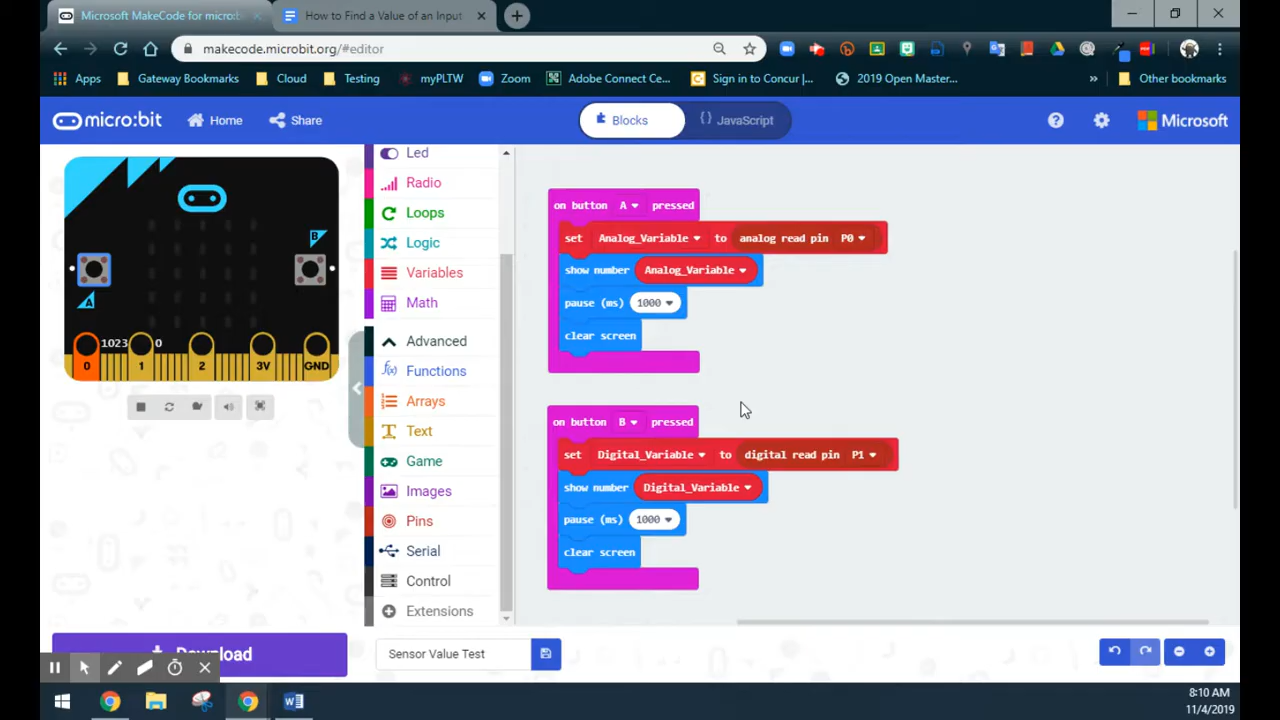 Microsoft MakeCode for micro:b
How to Find a Value of an Input
makecode.microbit.org/#editor
Apps
Gateway Bookmarks
Cloud
Testing
myPLTW
Zoom
Adobe Connect Ce...
Sign in to Concur |...
2019 Open Master...
»
Other bookmarks
micro:bit
Home
Share
Blocks
JavaScript
Microsoft
A
B
1023
0
0
1
2
3V
GND
Led
Radio
Loops
Logic
Variables
Math
Advanced
Functions
Arrays
Text
Game
Images
Pins
Serial
Control
Extensions
on button A pressed
set Analog_Variable to analog read pin P0
show number Analog_Variable
pause (ms) 1000
clear screen
on button B pressed
set Digital_Variable to digital read pin P1
show number Digital_Variable
pause (ms) 1000
clear screen
Download
Sensor Value Test
8:10 AM
11/4/2019